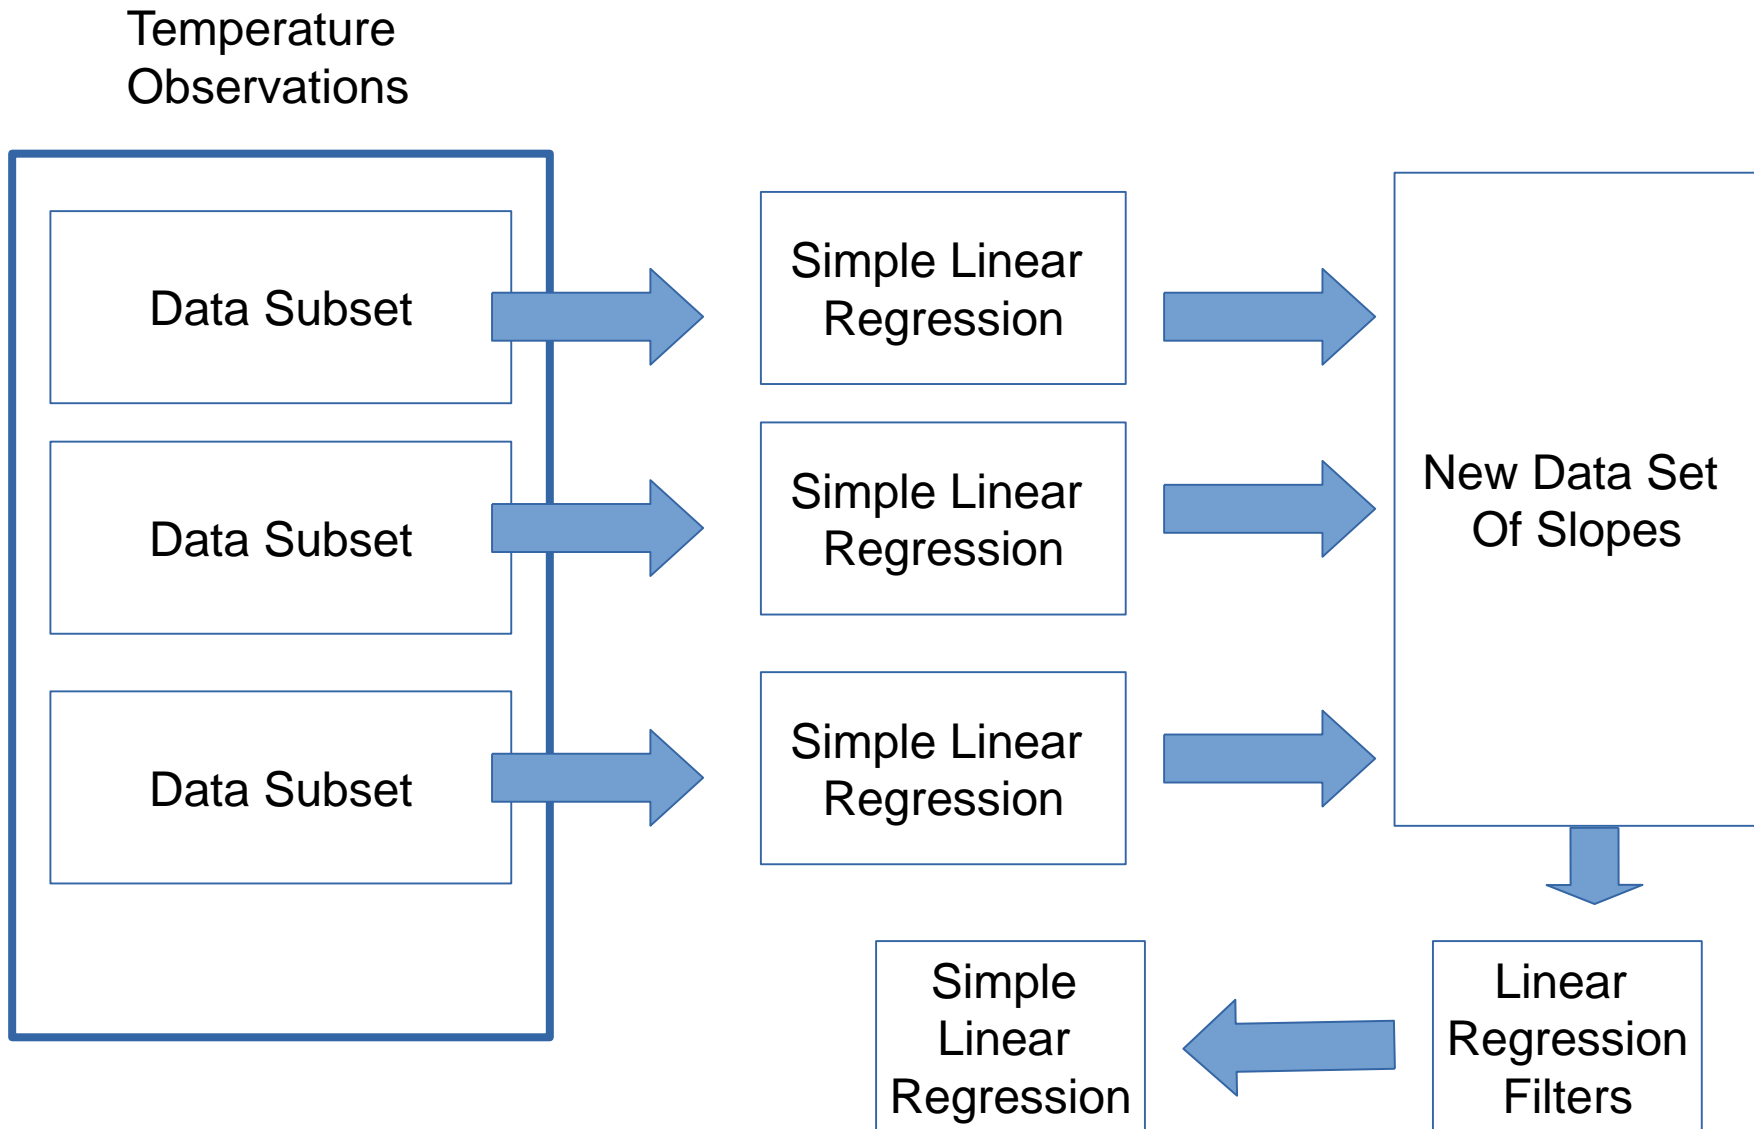 Temperature
Observations
Data Subset
Simple Linear
Regression
Data Subset
Simple Linear
Regression
New Data Set
Of Slopes
Data Subset
Simple Linear
Regression
Simple
Linear
Regression
Linear
Regression
Filters